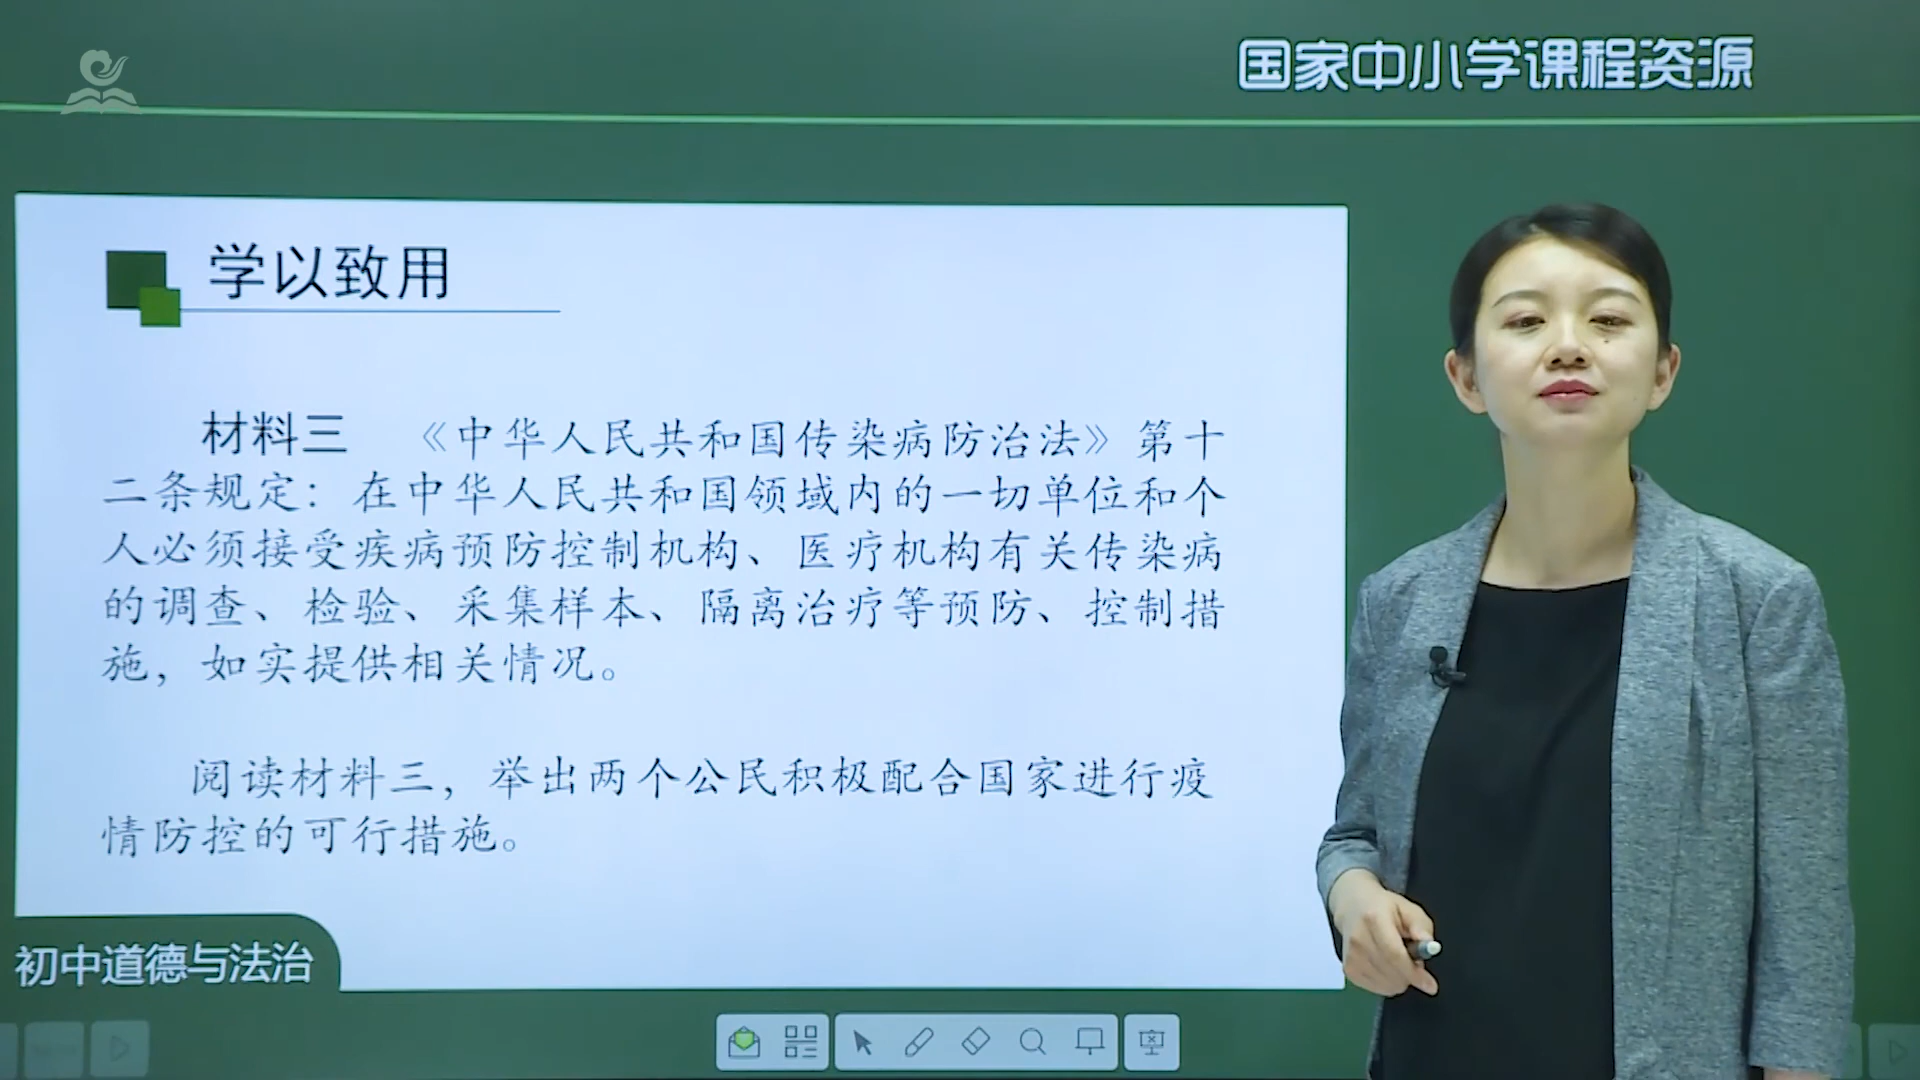 国家中小学课程资源
学以致用
材料三 《中华人民共和国传染病防治法》第十
二条规定：在中华人民共和国领域内的一切单位和个
人必须接受疾病预防控制机构、医疗机构有关传染病
的调查、检验、采集样本、隔离治疗等预防、控制措
施，如实提供相关情况。
阅读材料三，举出两个公民积极配合国家进行疫
情防控的可行措施。
初中道德与法治